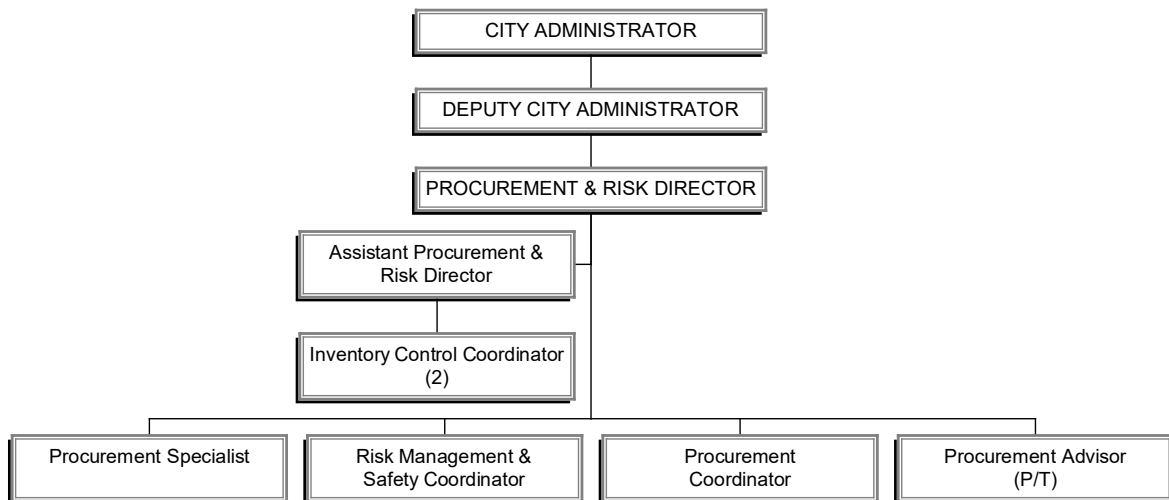 CITY ADMINISTRATOR
DEPUTY CITY ADMINISTRATOR
PROCUREMENT & RISK DIRECTOR
Assistant Procurement &
Risk Director
Inventory Control Coordinator
(2)
Procurement Specialist
Risk Management &
Safety Coordinator
Procurement
Coordinator
Procurement Advisor
(P/T)